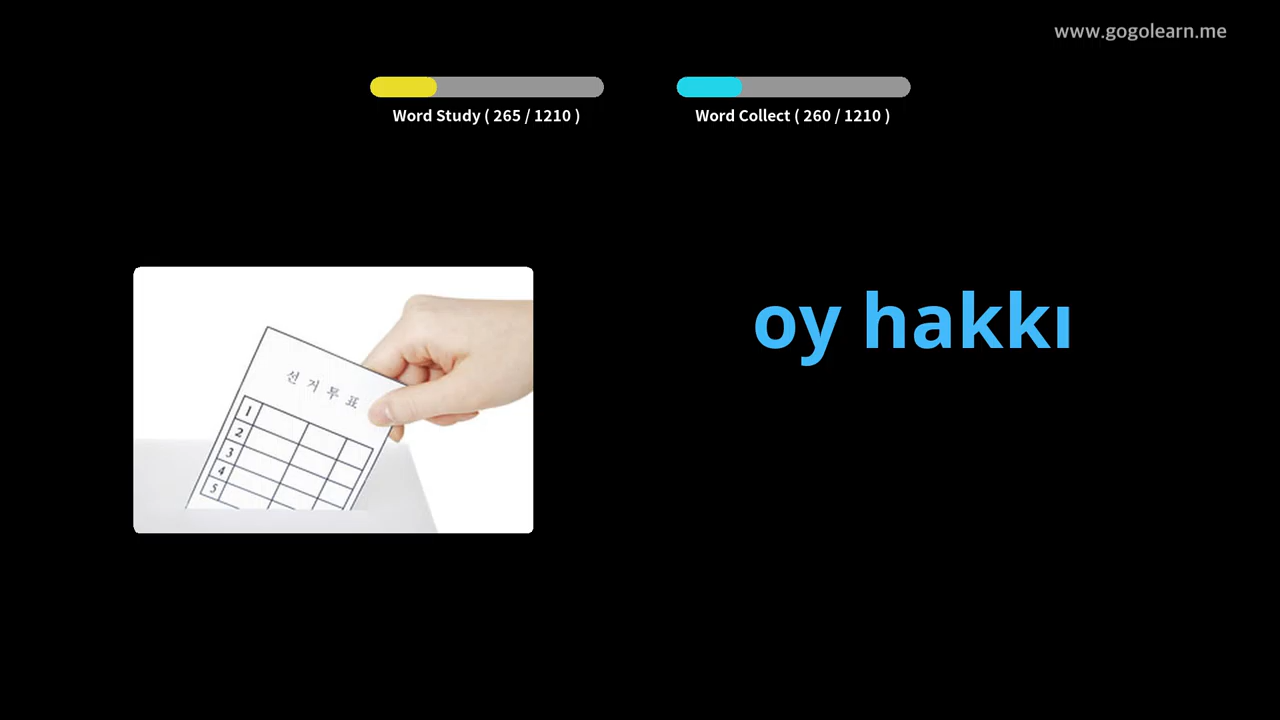 www.gogolearn.me
Word Study ( 265 / 1210 )
Word Collect ( 260 / 1210 )
oy hakkı
선거투표
1
2
3
4
5